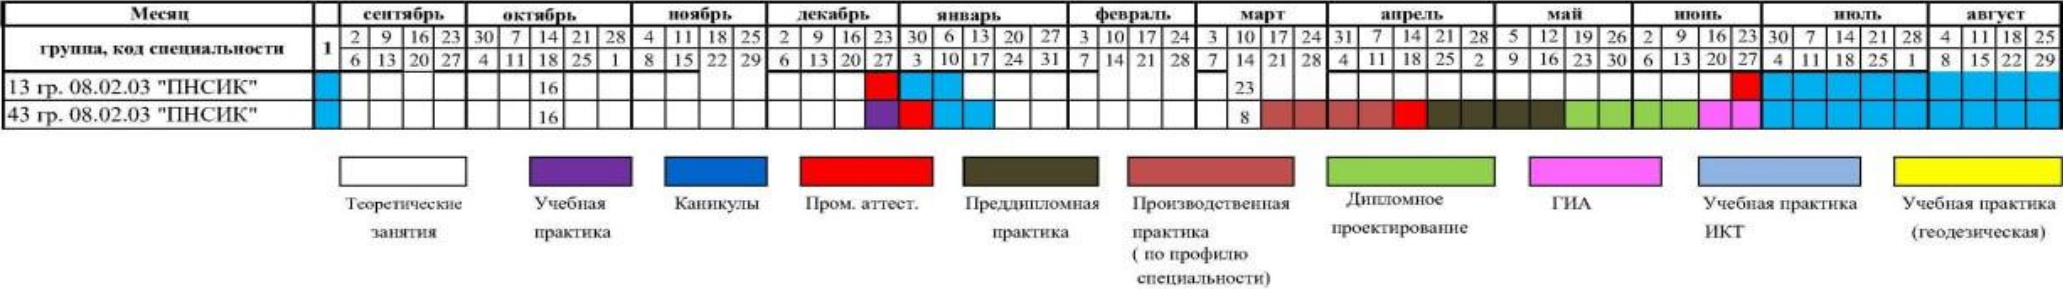 Месяц сентябрь октябрь ноябрь декабрь январь февраль март апрель май июнь июль август
группа, код специальности 1 2 9 16 23 30 7 14 21 28 4 11 18 25 2 9 16 23 30 6 13 20 27 3 10 17 24 3 10 17 24 31 7 14 21 28 5 12 19 26 2 9 16 23 30 7 14 21 28 4 11 18 25
6 13 20 27 4 11 18 25 1 8 15 22 29 6 13 20 27 3 10 17 24 31 7 14 21 28 7 14 21 28 4 11 18 25 2 9 16 23 30 6 13 20 27 4 11 18 25 1 8 15 22 29
13 гр. 08.02.03 "ПНСИК" 16 23
43 гр. 08.02.03 "ПНСИК" 16 8
Теоретические Учебная Каникулы Пром. аттест. Преддипломная Производственная Дипломное ГИА Учебная практика Учебная практика
занятия практика практика практика проектирование ИКТ (геодезическая)
( по профилю
специальности)